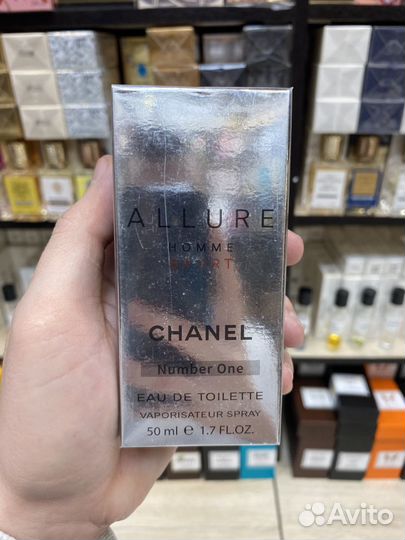 ALLURE
HOMME
SPORT
CHANEL
Number One
EAU DE TOILETTE
VAPORISATEUR SPRAY
50 ml e 1.7 FL.OZ.
Avito